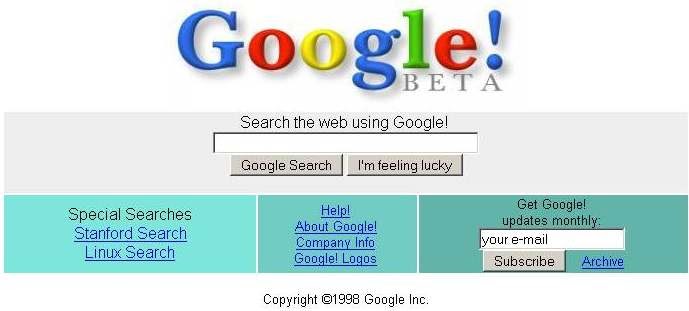 Google!
BETA
Search the web using Google!
Google Search
I'm feeling lucky
Special Searches
Stanford Search
Linux Search
Help!
About Google!
Company Info
Google! Logos
Get Google!
updates monthly:
your e-mail
Subscribe
Archive
Copyright ©1998 Google Inc.